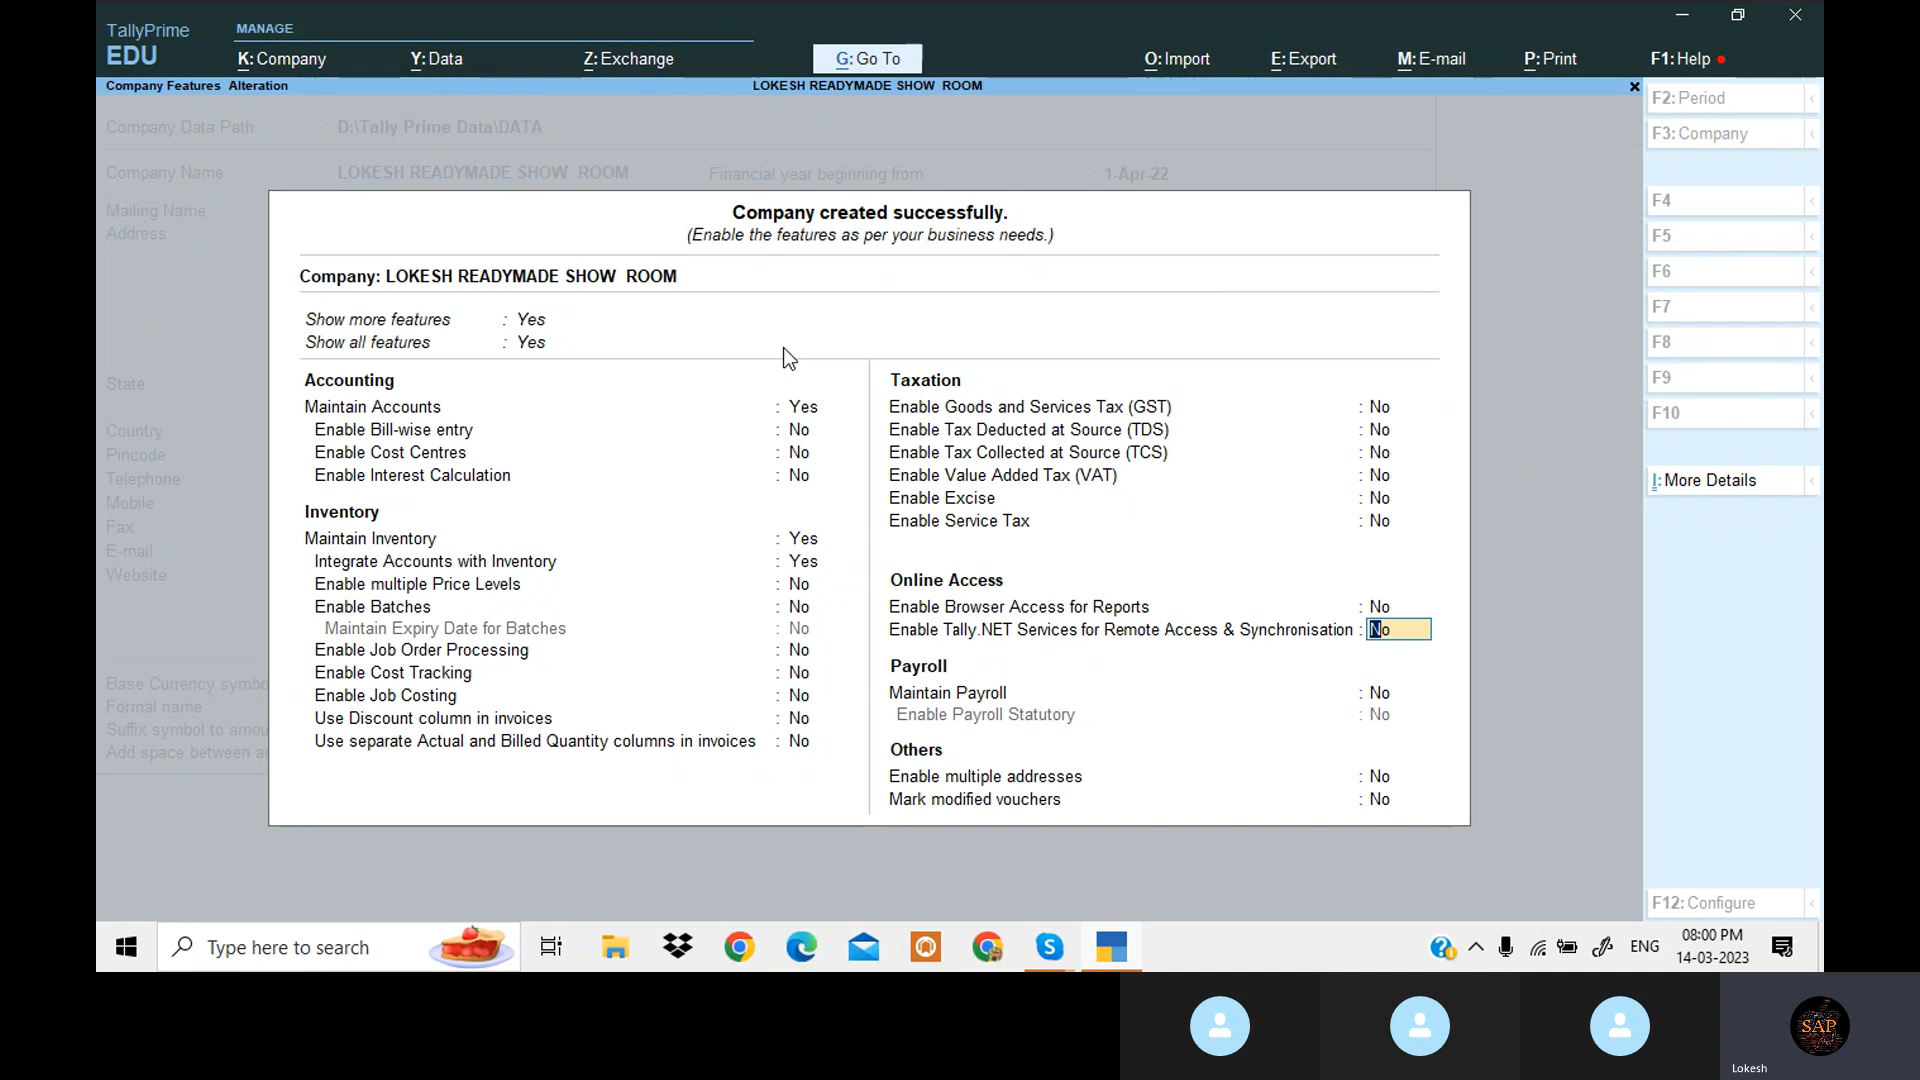 TallyPrime
EDU
MANAGE
K: Company
Y: Data
Z: Exchange
G: Go To
O: Import
E: Export
M: E-mail
P: Print
F1: Help
Company Features Alteration
LOKESH READYMADE SHOW ROOM
Company Data Path : D:\Tally Prime Data\DATA
Company Name : LOKESH READYMADE SHOW ROOM
Financial year beginning from : 1-Apr-22
Mailing Name
Address
State
Country
Pincode
Telephone
Mobile
Fax
E-mail
Website
Base Currency symbo
Formal name
Suffix symbol to amou
Add space between a
Company created successfully.
(Enable the features as per your business needs.)
Company: LOKESH READYMADE SHOW ROOM
Show more features : Yes
Show all features : Yes
Accounting
Maintain Accounts : Yes
Enable Bill-wise entry : No
Enable Cost Centres : No
Enable Interest Calculation : No
Inventory
Maintain Inventory : Yes
Integrate Accounts with Inventory : Yes
Enable multiple Price Levels : No
Enable Batches : No
Maintain Expiry Date for Batches : No
Enable Job Order Processing : No
Enable Cost Tracking : No
Enable Job Costing : No
Use Discount column in invoices : No
Use separate Actual and Billed Quantity columns in invoices : No
Taxation
Enable Goods and Services Tax (GST) : No
Enable Tax Deducted at Source (TDS) : No
Enable Tax Collected at Source (TCS) : No
Enable Value Added Tax (VAT) : No
Enable Excise : No
Enable Service Tax : No
Online Access
Enable Browser Access for Reports : No
Enable Tally.NET Services for Remote Access & Synchronisation : No
Payroll
Maintain Payroll : No
Enable Payroll Statutory : No
Others
Enable multiple addresses : No
Mark modified vouchers : No
F2: Period
F3: Company
F4
F5
F6
F7
F8
F9
F10
I: More Details
F12: Configure
Type here to search
ENG
08:00 PM
14-03-2023
SAP
Lokesh